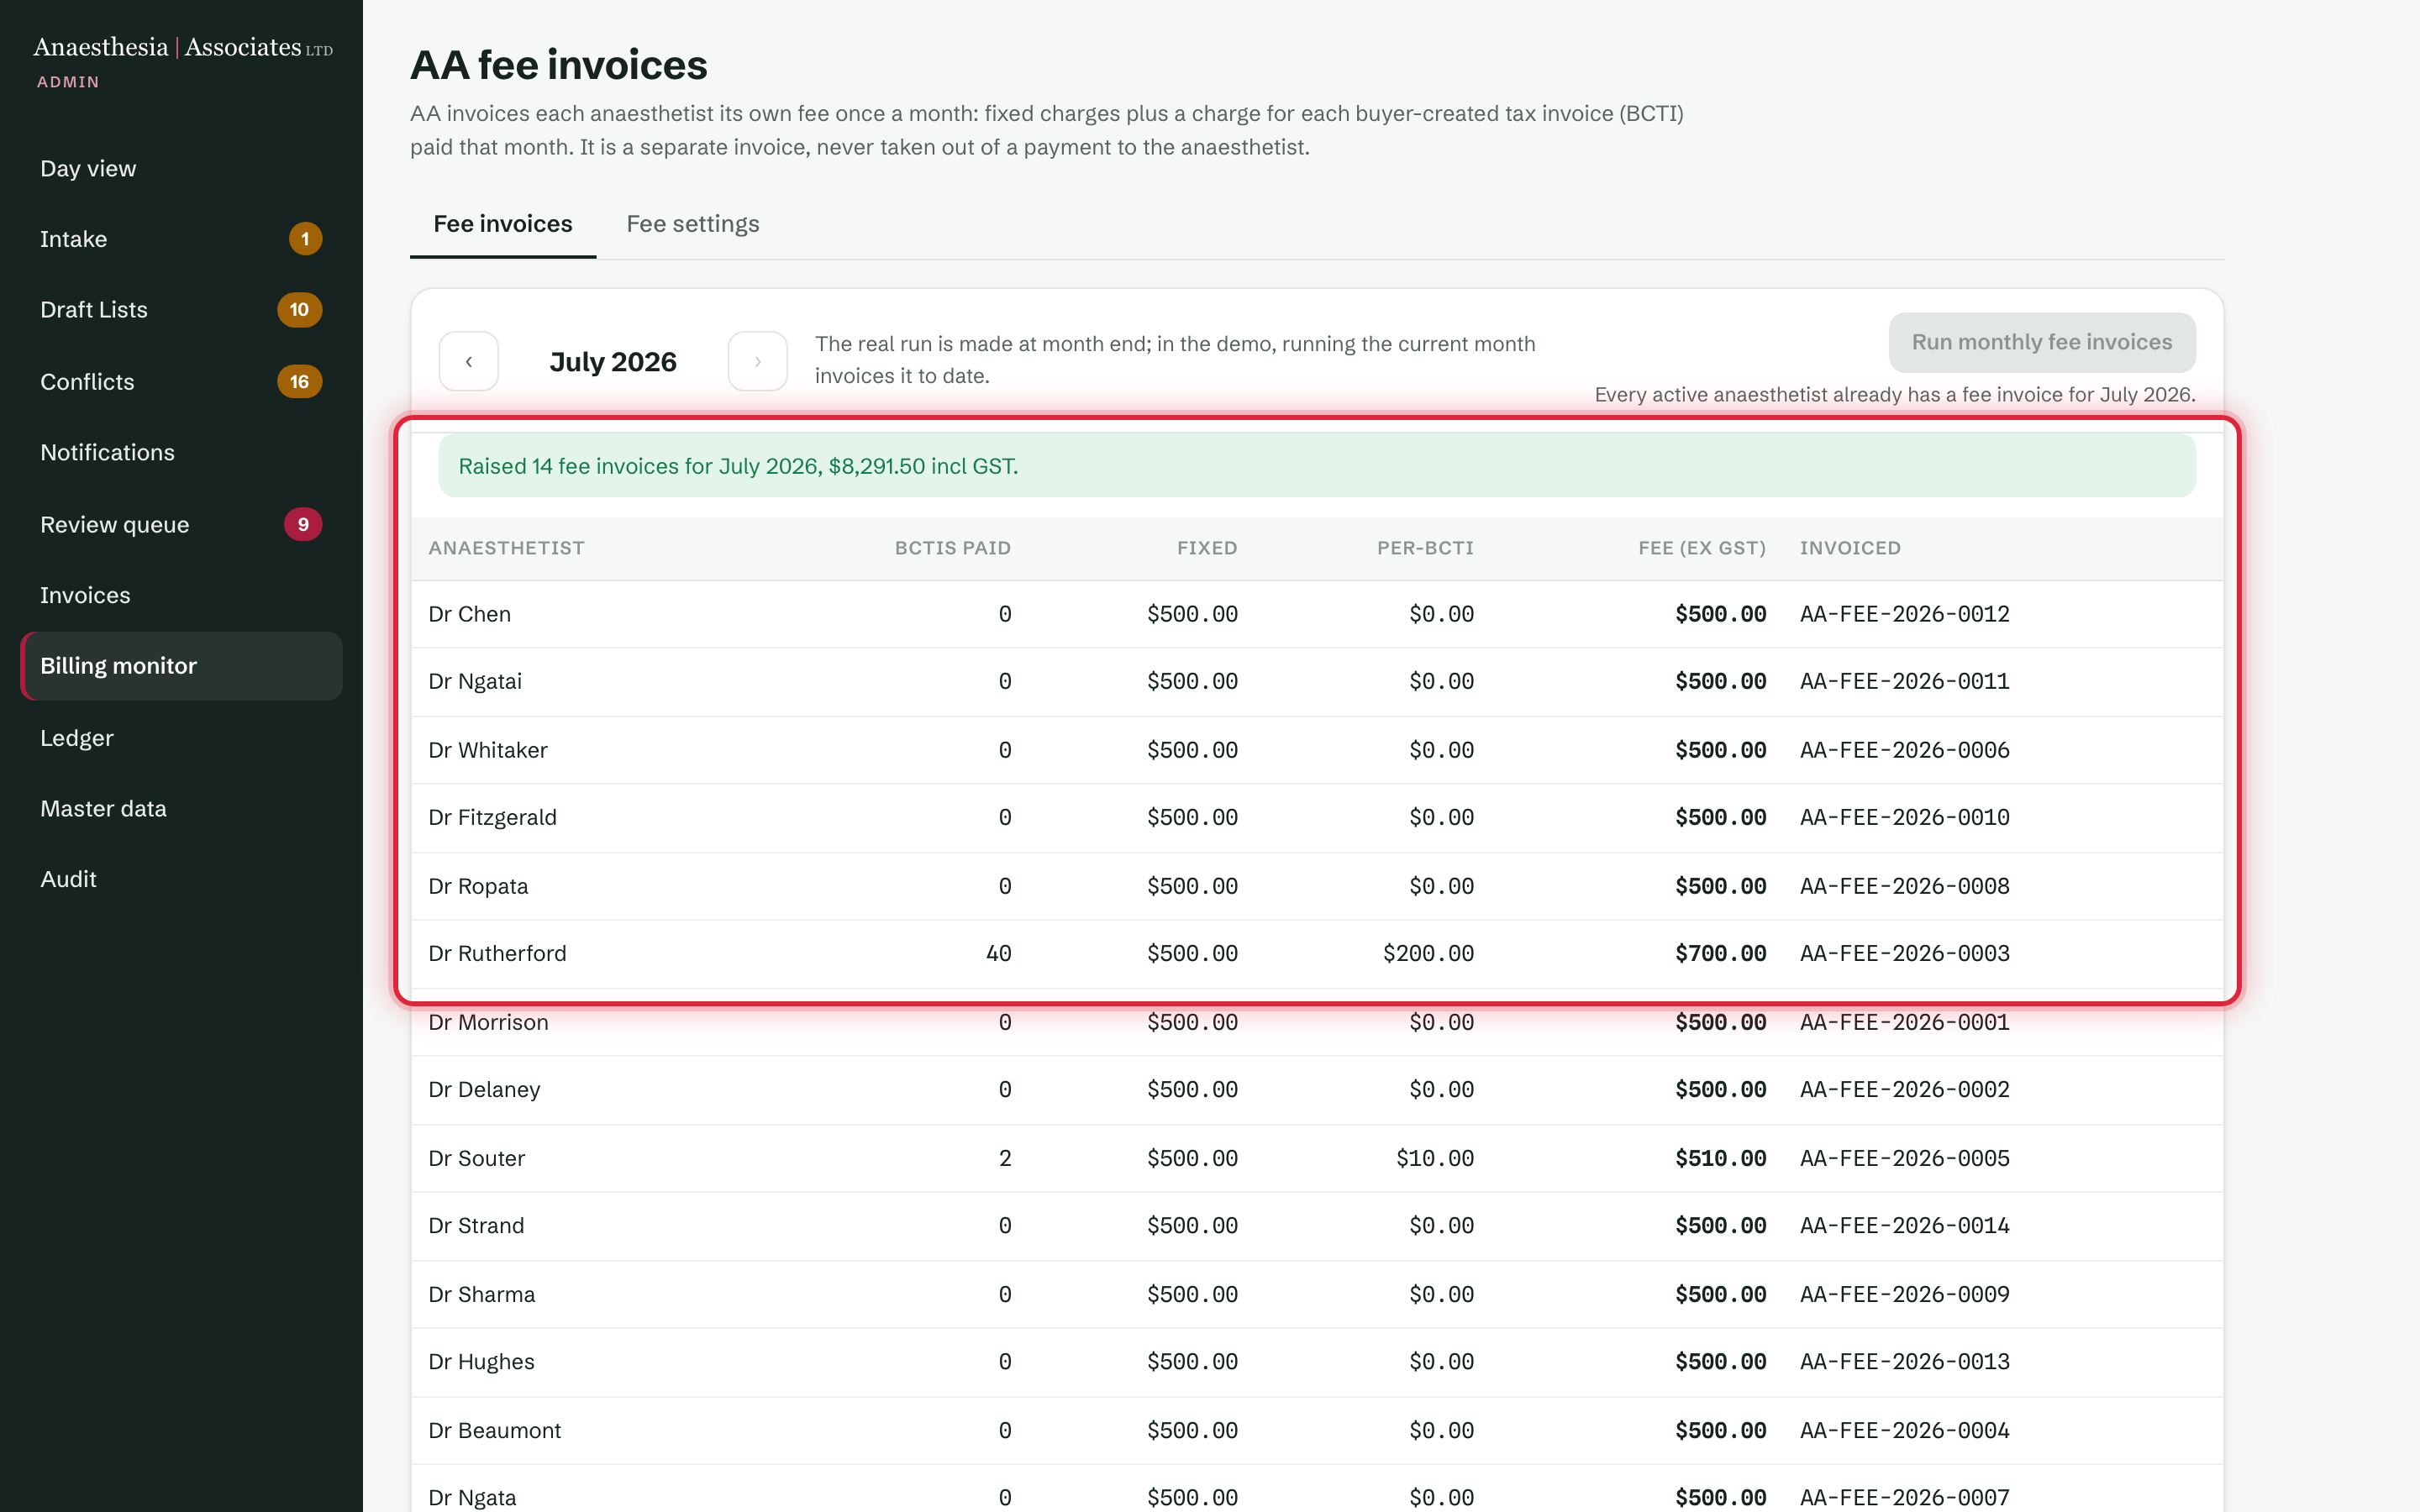 Anaesthesia | Associates LTD
ADMIN
Day view
Intake 1
Draft Lists 10
Conflicts 16
Notifications
Review queue 9
Invoices
Billing monitor
Ledger
Master data
Audit
AA fee invoices
AA invoices each anaesthetist its own fee once a month: fixed charges plus a charge for each buyer-created tax invoice (BCTI)
paid that month. It is a separate invoice, never taken out of a payment to the anaesthetist.
Fee invoices Fee settings
‹ July 2026 ›
The real run is made at month end; in the demo, running the current month
invoices it to date.
Run monthly fee invoices
Every active anaesthetist already has a fee invoice for July 2026.
Raised 14 fee invoices for July 2026, $8,291.50 incl GST.
ANAESTHETIST BCTIS PAID FIXED PER-BCTI FEE (EX GST) INVOICED
Dr Chen 0 $500.00 $0.00 $500.00 AA-FEE-2026-0012
Dr Ngatai 0 $500.00 $0.00 $500.00 AA-FEE-2026-0011
Dr Whitaker 0 $500.00 $0.00 $500.00 AA-FEE-2026-0006
Dr Fitzgerald 0 $500.00 $0.00 $500.00 AA-FEE-2026-0010
Dr Ropata 0 $500.00 $0.00 $500.00 AA-FEE-2026-0008
Dr Rutherford 40 $500.00 $200.00 $700.00 AA-FEE-2026-0003
Dr Morrison 0 $500.00 $0.00 $500.00 AA-FEE-2026-0001
Dr Delaney 0 $500.00 $0.00 $500.00 AA-FEE-2026-0002
Dr Souter 2 $500.00 $10.00 $510.00 AA-FEE-2026-0005
Dr Strand 0 $500.00 $0.00 $500.00 AA-FEE-2026-0014
Dr Sharma 0 $500.00 $0.00 $500.00 AA-FEE-2026-0009
Dr Hughes 0 $500.00 $0.00 $500.00 AA-FEE-2026-0013
Dr Beaumont 0 $500.00 $0.00 $500.00 AA-FEE-2026-0004
Dr Ngata 0 $500.00 $0.00 $500.00 AA-FEE-2026-0007